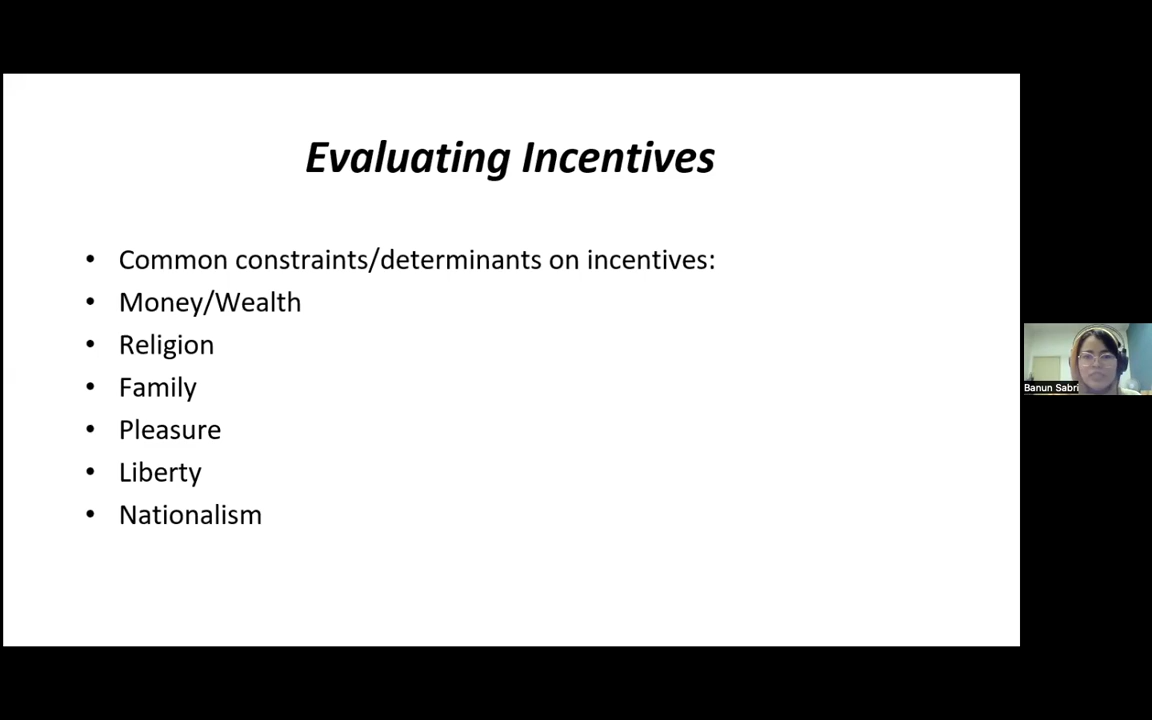 Evaluating Incentives
• Common constraints/determinants on incentives:
• Money/Wealth
• Religion
• Family
• Pleasure
• Liberty
• Nationalism
Banun Sabri